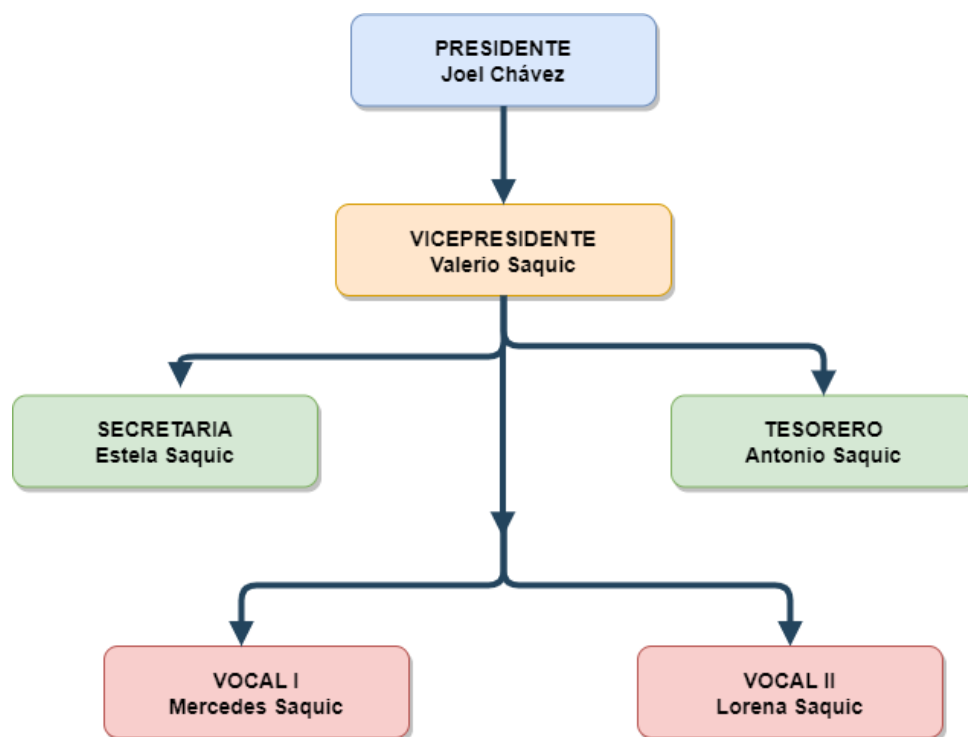 PRESIDENTE
Joel Chávez
VICEPRESIDENTE
Valerio Saquic
SECRETARIA
Estela Saquic
TESORERO
Antonio Saquic
VOCAL I
Mercedes Saquic
VOCAL II
Lorena Saquic